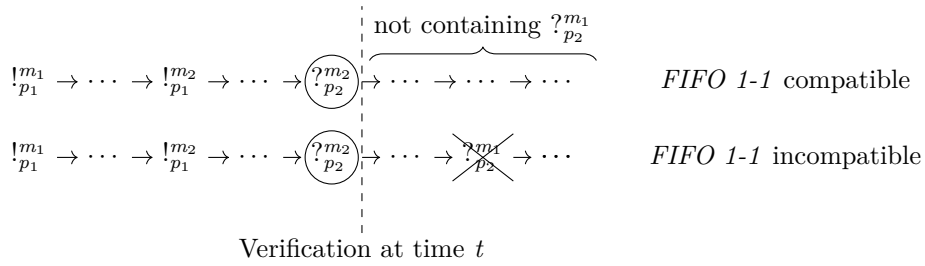 not containing ?^{m_1}_{p_2}
!^{m_1}_{p_1} → ··· → !^{m_2}_{p_1} → ··· → ?^{m_2}_{p_2} → ··· → ··· → ··· FIFO 1-1 compatible
!^{m_1}_{p_1} → ··· → !^{m_2}_{p_1} → ··· → ?^{m_2}_{p_2} → ··· → ?^{m_1}_{p_2} → ··· FIFO 1-1 incompatible
Verification at time t